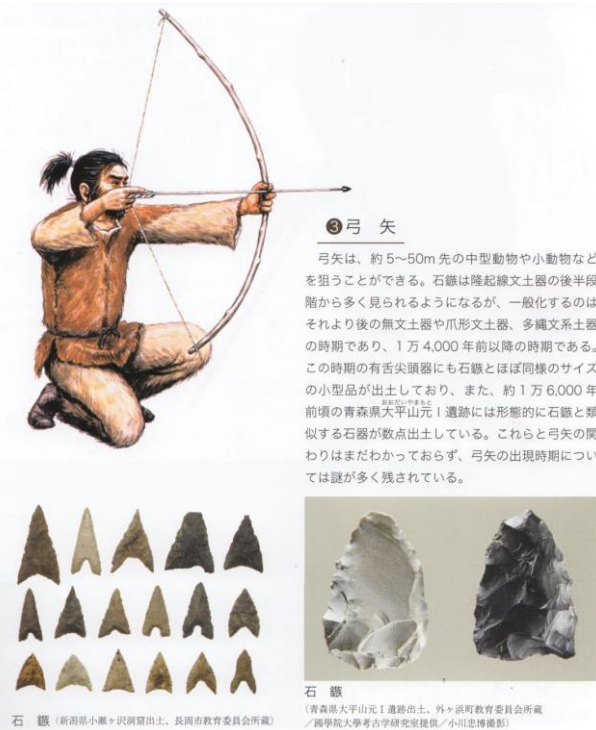 ❸弓 矢
弓矢は、約5〜50m先の中型動物や小動物など
を狙うことができる。石鏃は隆起線文土器の後半段
階から多く見られるようになるが、一般化するのは
それより後の無文土器や爪形文土器、多縄文系土器
の時期であり、1万4,000年前以降の時期である。
この時期の有舌尖頭器にも石鏃とほぼ同様のサイズ
の小型品が出土しており、また、約1万6,000年
おおだいやまもと
前頃の青森県大平山元Ⅰ遺跡には形態的に石鏃と類
似する石器が数点出土している。これらと弓矢の関
わりはまだわかっておらず、弓矢の出現時期につい
ては謎が多く残されている。
石 鏃（新潟県小瀬ヶ沢洞窟出土、長岡市教育委員会所蔵）
石 鏃
（青森県大平山元Ⅰ遺跡出土、外ヶ浜町教育委員会所蔵
／國學院大學考古学研究室提供／小川忠博撮影）